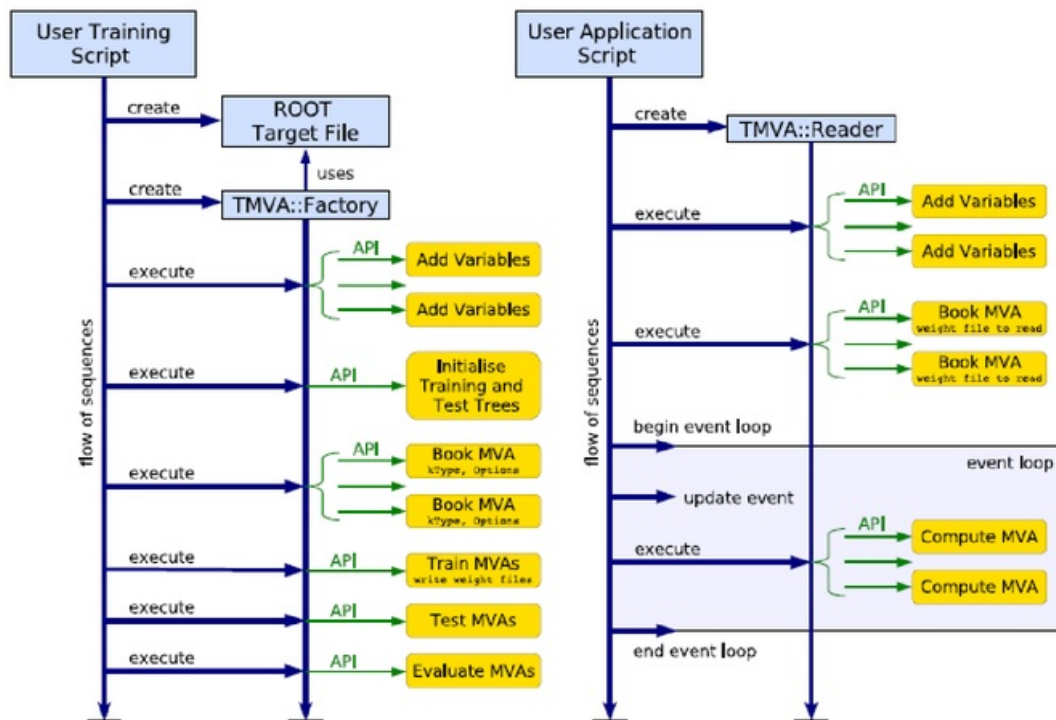 User Training
Script
create
ROOT
Target File
uses
create
TMVA::Factory
execute
API
Add Variables
Add Variables
flow of sequences
execute
API
Initialise
Training and
Test Trees
execute
API
Book MVA
kType, Options
Book MVA
kType, Options
execute
API
Train MVAs
write weight files
execute
API
Test MVAs
execute
API
Evaluate MVAs
User Application
Script
create
TMVA::Reader
execute
API
Add Variables
Add Variables
execute
API
Book MVA
weight file to read
Book MVA
weight file to read
flow of sequences
begin event loop
event loop
update event
execute
API
Compute MVA
Compute MVA
end event loop